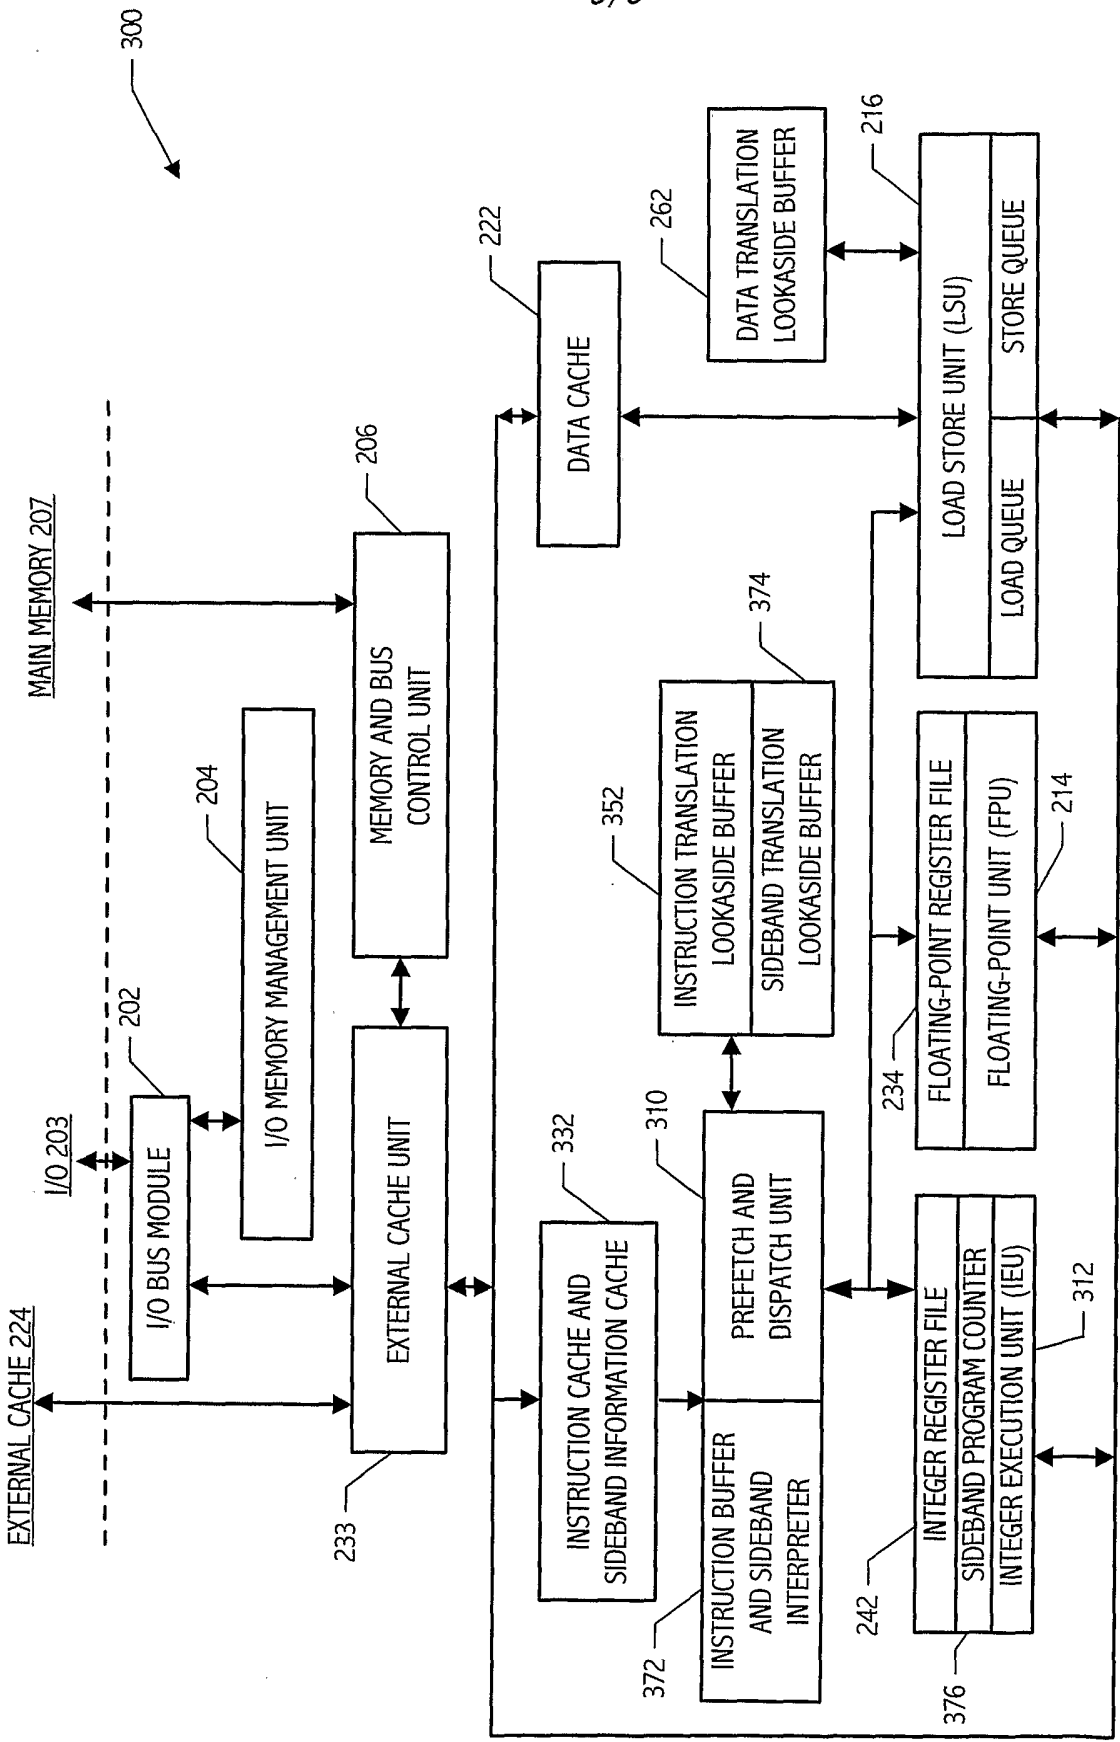 300
MAIN MEMORY 207
I/O 203
EXTERNAL CACHE 224
202
I/O BUS MODULE
204
I/O MEMORY MANAGEMENT UNIT
206
MEMORY AND BUS
CONTROL UNIT
EXTERNAL CACHE UNIT
233
222
DATA CACHE
262
DATA TRANSLATION
LOOKASIDE BUFFER
332
INSTRUCTION CACHE AND
SIDEBAND INFORMATION CACHE
352
INSTRUCTION TRANSLATION
LOOKASIDE BUFFER
SIDEBAND TRANSLATION
LOOKASIDE BUFFER
374
310
PREFETCH AND
DISPATCH UNIT
372
INSTRUCTION BUFFER
AND SIDEBAND
INTERPRETER
242
INTEGER REGISTER FILE
SIDEBAND PROGRAM COUNTER
INTEGER EXECUTION UNIT (IEU)
376
312
234
FLOATING-POINT REGISTER FILE
FLOATING-POINT UNIT (FPU)
214
216
LOAD STORE UNIT (LSU)
LOAD QUEUE
STORE QUEUE